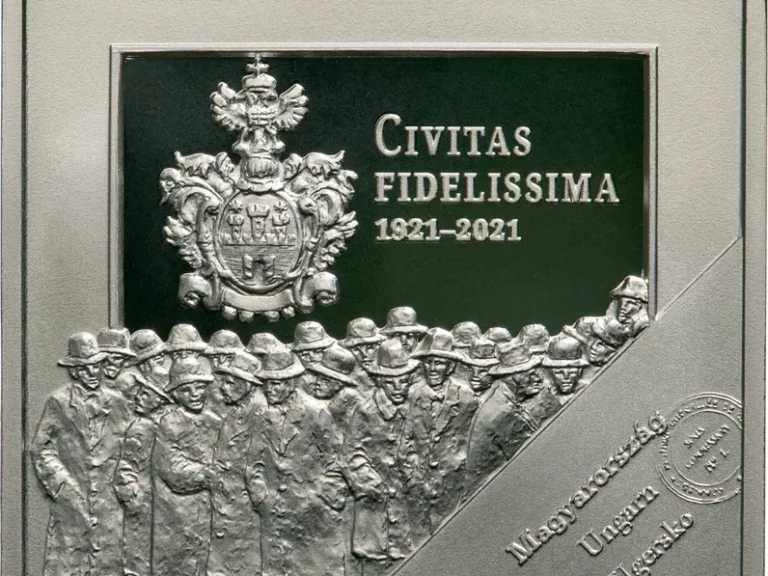 CIVITAS
FIDELISSIMA
1921–2021
Magyarország
Ungarn